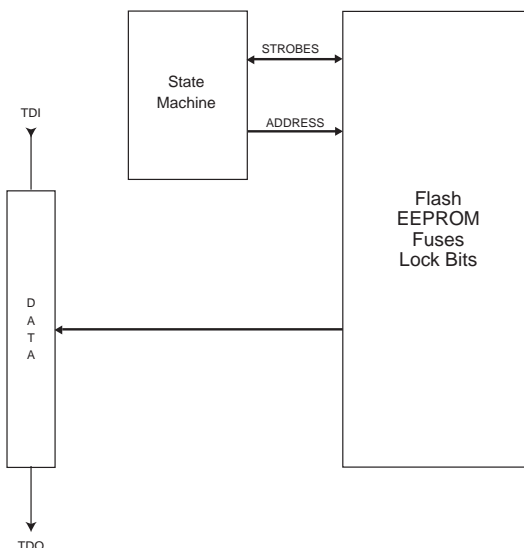 STROBES
State
Machine
TDI
ADDRESS
Flash
EEPROM
Fuses
Lock Bits
D
A
T
A
TDO